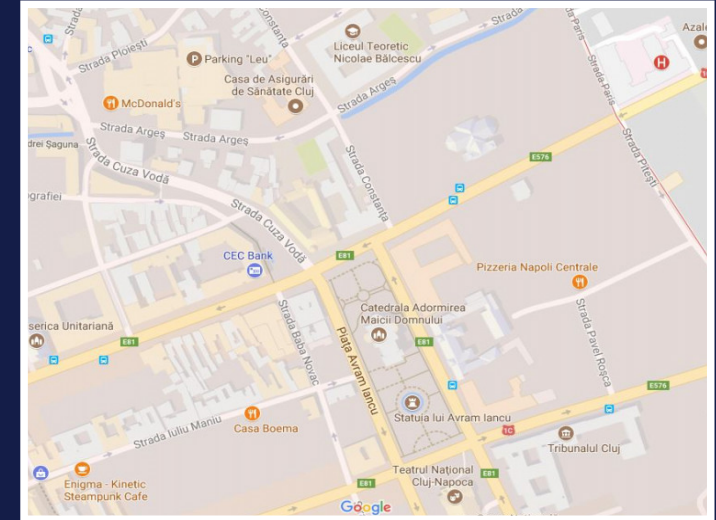 Strada
Constanța
Strada
Strada Paris
Azale
Strada Ploiești
Parking "Leu"
Liceul Teoretic
Nicolae Bălcescu
H
Strada Paris
McDonald's
Casa de Asigurări
de Sănătate Cluj
Strada Argeș
Strada Argeș
Strada Argeș
drei Șaguna
Strada Cuza Vodă
Strada Constanța
E576
Strada Pitești
grafiei
Strada Cuza Vodă
CEC Bank
E81
Pizzeria Napoli Centrale
Catedrala Adormirea
Maicii Domnului
serica Unitariană
E81
Strada Baba Novac
Piața Avram Iancu
E81
Strada Pavel Roșca
E576
Statuia lui Avram Iancu
1C
Casa Boema
Strada Iuliu Maniu
Tribunalul Cluj
Teatrul Național
Cluj-Napoca
E81
E81
Enigma - Kinetic
Steampunk Cafe
Google